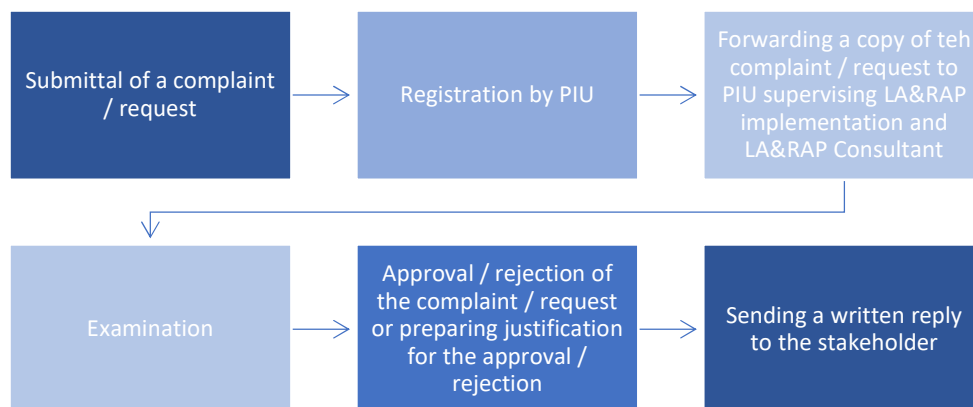 Submittal of a complaint
/ request
Registration by PIU
Forwarding a copy of teh
complaint / request to
PIU supervising LA&RAP
implementation and
LA&RAP Consultant
Examination
Approval / rejection of
the complaint / request
or preparing justification
for the approval /
rejection
Sending a written reply
to the stakeholder